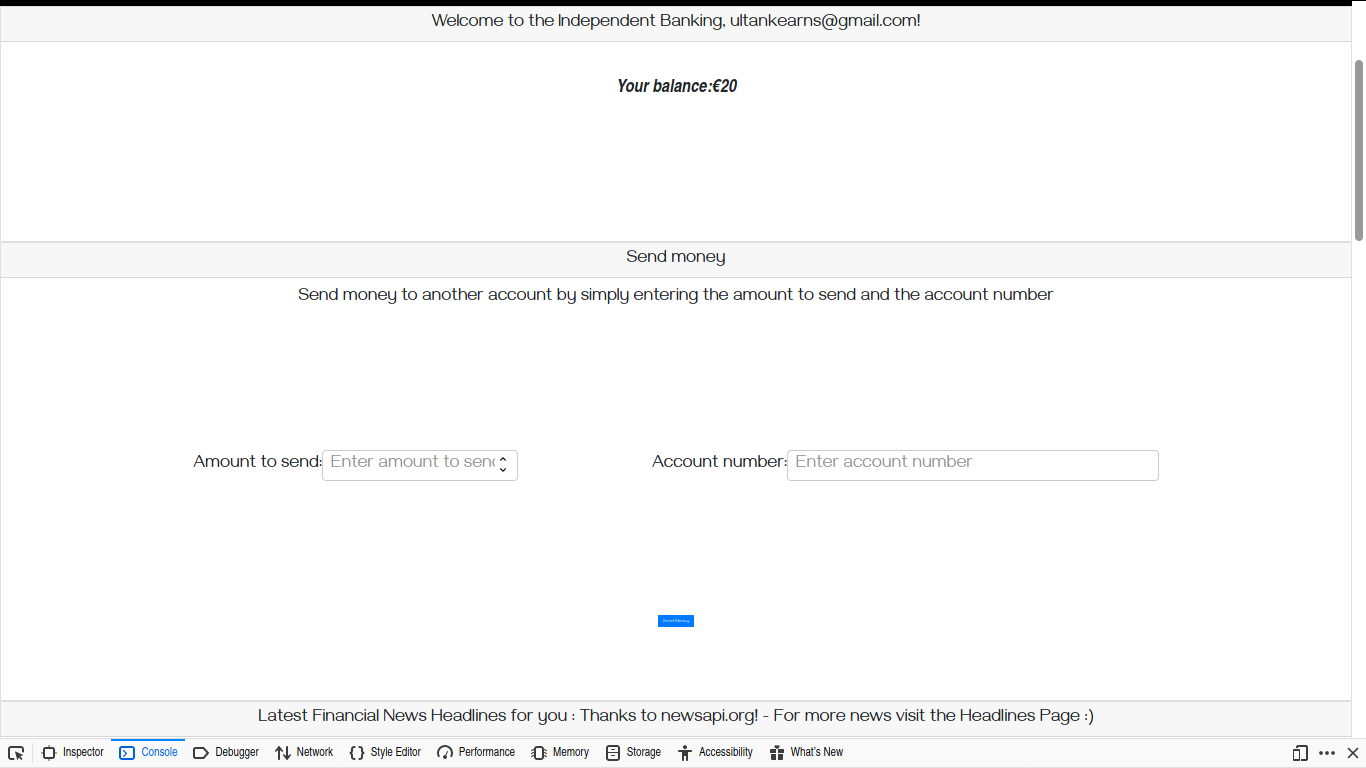 Welcome to the Independent Banking, ultankearns@gmail.com!
Your balance:€20
Send money
Send money to another account by simply entering the amount to send and the account number
Amount to send: Enter amount to senc Account number: Enter account number
Send Money
Latest Financial News Headlines for you : Thanks to newsapi.org! - For more news visit the Headlines Page :)
Inspector Console Debugger Network Style Editor Performance Memory Storage Accessibility What's New